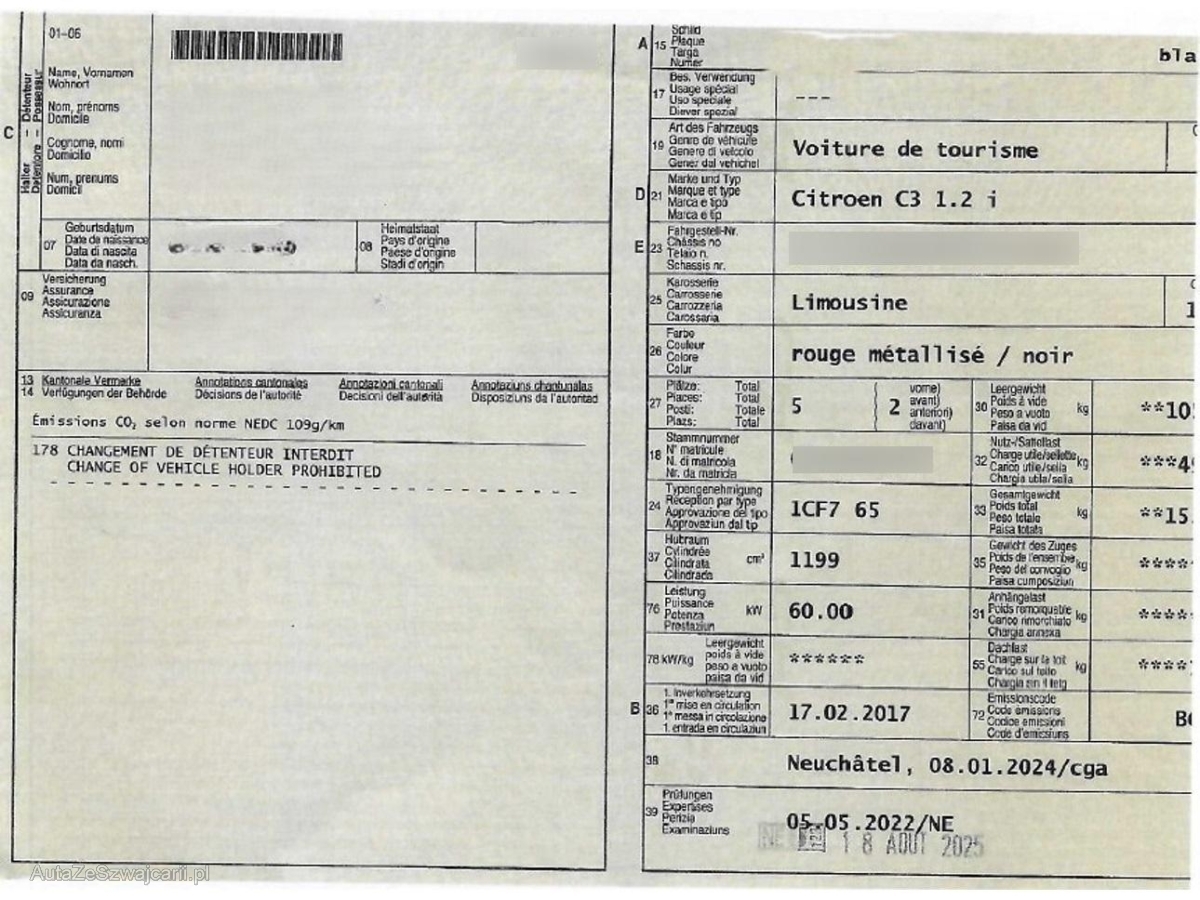 01-06
Halter – Détenteur
Detentore – Possessur
C
Name, Vornamen
Wohnort
Nom, prénoms
Domicile
Cognome, nomi
Domicilio
Num, prenums
Domicil
07
Geburtsdatum
Date de naissance
Data di nascita
Data da nasch.
08
Heimatstaat
Pays d'origine
Paese d'origine
Stadi d'origin
09
Versicherung
Assurance
Assicurazione
Assicuranza
13 Kantonale Vermerke Annotations cantonales Annotazioni cantonali Annotaziuns chantunalas
14 Verfügungen der Behörde Décisions de l'autorité Decisioni dell'autorità Disposiziuns da l'autoritad
Émissions CO₂ selon norme NEDC 109g/km
178 CHANGEMENT DE DÉTENTEUR INTERDIT
CHANGE OF VEHICLE HOLDER PROHIBITED
A 15
Schild
Plaque
Targa
Numer
bla
17
Bes. Verwendung
Usage spécial
Uso speciale
Diever spezial
---
19
Art des Fahrzeugs
Genre de véhicule
Genere di veicolo
Gener dal vehichel
Voiture de tourisme
D 21
Marke und Typ
Marque et type
Marca e tipo
Marca e tip
Citroen C3 1.2 i
E 23
Fahrgestell-Nr.
Châssis no
Telaio n.
Schassis nr.
25
Karosserie
Carrosserie
Carrozzeria
Carossaria
Limousine
26
Farbe
Couleur
Colore
Colur
rouge métallisé / noir
27
Plätze: Total
Places: Total
Posti: Totale
Plazs: Total
5
2
vorne)
avant)
anteriori)
davant)
30
Leergewicht
Poids à vide
Peso a vuoto
Paisa da vid
kg
**10
18
Stammnummer
N° matricule
N. di matricola
Nr. da matricla
32
Nutz-/Sattellast
Charge utile/sellette
Carico utile/sella
Chargia utila/sella
kg
***4
24
Typengenehmigung
Réception par type
Approvazione del tipo
Approvaziun dal tip
1CF7 65
33
Gesamtgewicht
Poids total
Peso totale
Paisa totala
kg
**15
37
Hubraum
Cylindrée
Cilindrata
Cilindrada
cm³
1199
35
Gewicht des Zuges
Poids de l'ensemble
Peso del convoglio
Paisa cumposiziun
kg
****
76
Leistung
Puissance
Potenza
Prestaziun
kW
60.00
31
Anhängelast
Poids remorquable
Carico rimorchiato
Chargia annexa
kg
****
78 kW/kg
Leergewicht
poids à vide
peso a vuoto
paisa da vid
******
55
Dachlast
Charge sur le toit
Carico sul tetto
Chargia sin il tetg
kg
****
B 36
1. Inverkehrsetzung
1re mise en circulation
1a messa in circolazione
1. entrada en circulaziun
17.02.2017
72
Emissionscode
Code émissions
Codice emissioni
Code d'emissiuns
38
Neuchâtel, 08.01.2024/cga
39
Prüfungen
Expertises
Perizia
Examinaziuns
05.05.2022/NE
NE 18 AOUT 2025
AutaZeSzwajcarii.pl